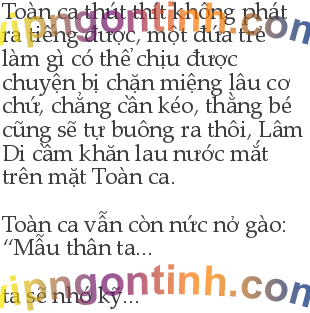 Toàn ca thút thít không phát
ra tiếng được, một đứa trẻ
làm gì có thể chịu được
chuyện bị chặn miệng lâu cơ
chứ, chẳng cần kéo, thằng bé
cũng sẽ tự buông ra thôi, Lâm
Di cầm khăn lau nước mắt
trên mặt Toàn ca.
Toàn ca vẫn còn nức nở gào:
“Mẫu thân ta...
ta sẽ nhớ kỹ...
vipngontinh.com
vipngontinh.com